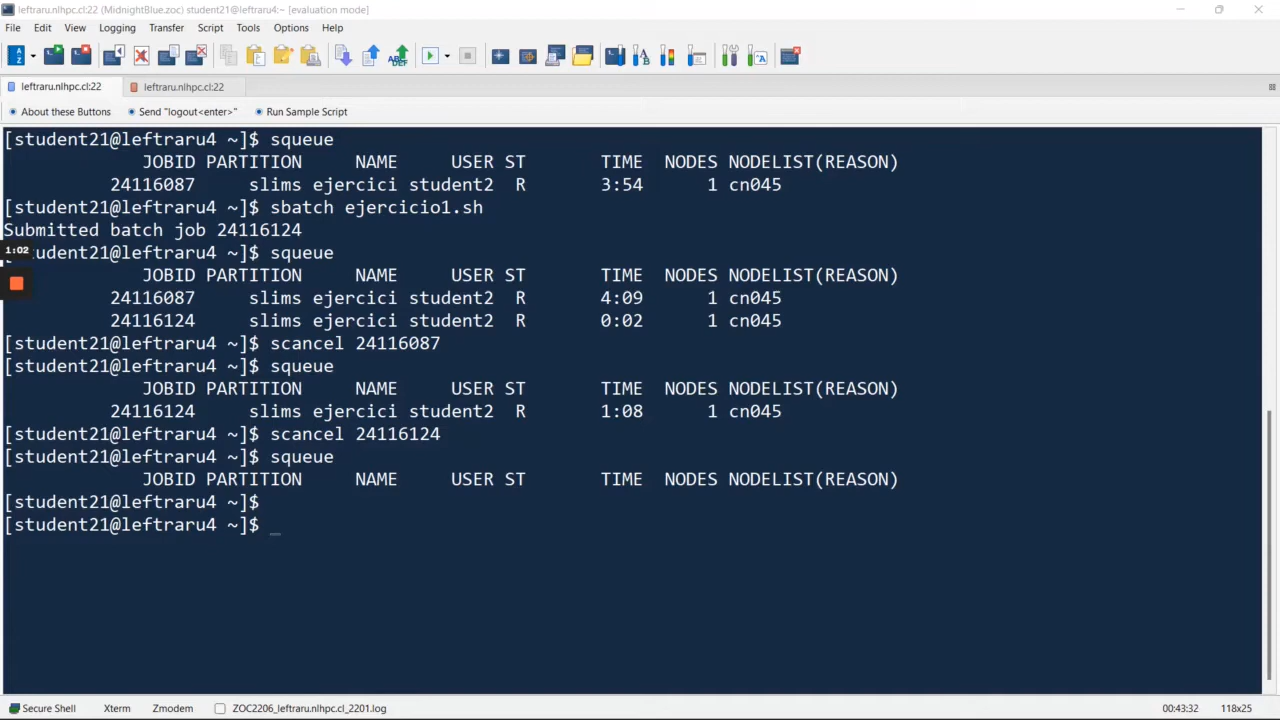 leftraru.nlhpc.cl:22 (MidnightBlue.zoc) student21@leftraru4:~ [evaluation mode]
File Edit View Logging Transfer Script Tools Options Help
leftraru.nlhpc.cl:22 leftraru.nlhpc.cl:22
About these Buttons Send "logout<enter>" Run Sample Script
[student21@leftraru4 ~]$ squeue
JOBID PARTITION NAME USER ST TIME NODES NODELIST(REASON)
24116087 slims ejercici student2 R 3:54 1 cn045
[student21@leftraru4 ~]$ sbatch ejercicio1.sh
Submitted batch job 24116124
1:02
[student21@leftraru4 ~]$ squeue
JOBID PARTITION NAME USER ST TIME NODES NODELIST(REASON)
24116087 slims ejercici student2 R 4:09 1 cn045
24116124 slims ejercici student2 R 0:02 1 cn045
[student21@leftraru4 ~]$ scancel 24116087
[student21@leftraru4 ~]$ squeue
JOBID PARTITION NAME USER ST TIME NODES NODELIST(REASON)
24116124 slims ejercici student2 R 1:08 1 cn045
[student21@leftraru4 ~]$ scancel 24116124
[student21@leftraru4 ~]$ squeue
JOBID PARTITION NAME USER ST TIME NODES NODELIST(REASON)
[student21@leftraru4 ~]$
[student21@leftraru4 ~]$ _
Secure Shell Xterm Zmodem ZOC2206_leftraru.nlhpc.cl_2201.log 00:43:32 118x25